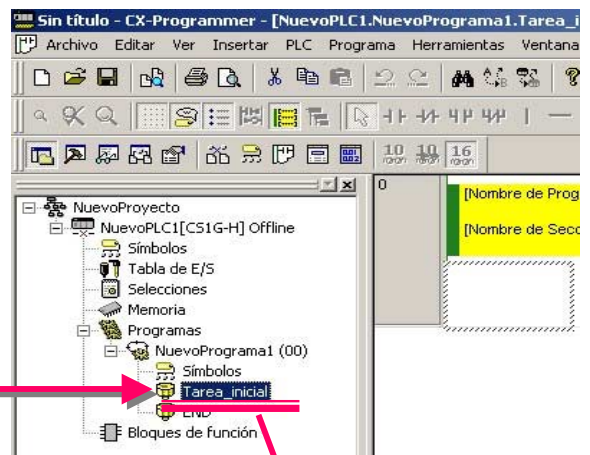 Sin título - CX-Programmer - [NuevoPLC1.NuevoPrograma1.Tarea_i
Archivo Editar Ver Insertar PLC Programa Herramientas Ventana
10 10 16
NuevoProyecto
NuevoPLC1[CS1G-H] Offline
Símbolos
Tabla de E/S
Selecciones
Memoria
Programas
NuevoPrograma1 (00)
Símbolos
Tarea_inicial
END
Bloques de función
0
[Nombre de Prog
[Nombre de Secc